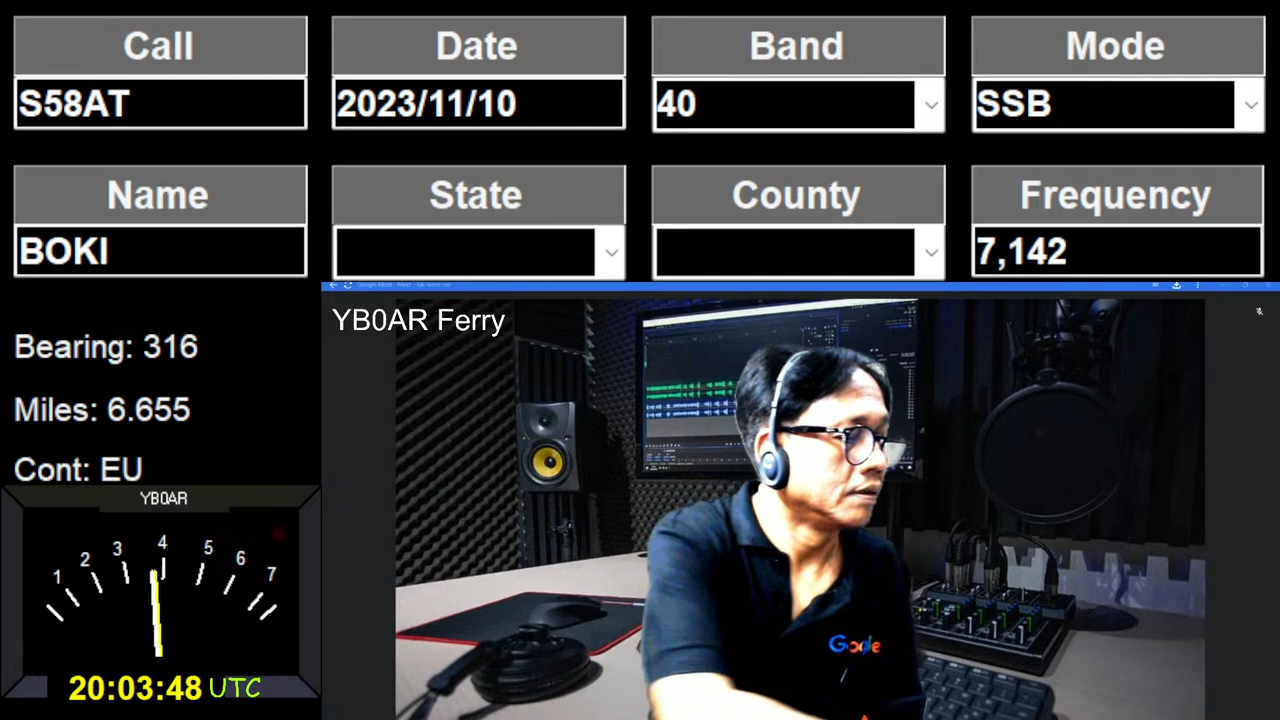 Call
Date
Band
Mode
S58AT
2023/11/10
40
SSB
Name
State
County
Frequency
BOKI
7,142
YB0AR Ferry
Bearing: 316
Miles: 6.655
Cont: EU
YB0AR
1 2 3 4 5 6 7
20:03:48 UTC
Google